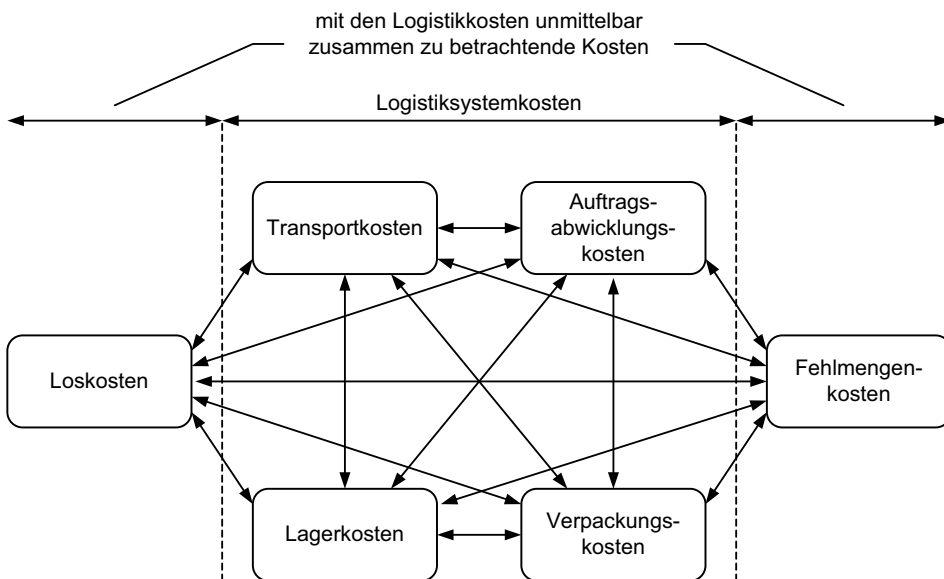 mit den Logistikkosten unmittelbar
zusammen zu betrachtende Kosten
Logistiksystemkosten
Transportkosten
Auftrags-
abwicklungs-
kosten
Loskosten
Fehlmengen-
kosten
Lagerkosten
Verpackungs-
kosten